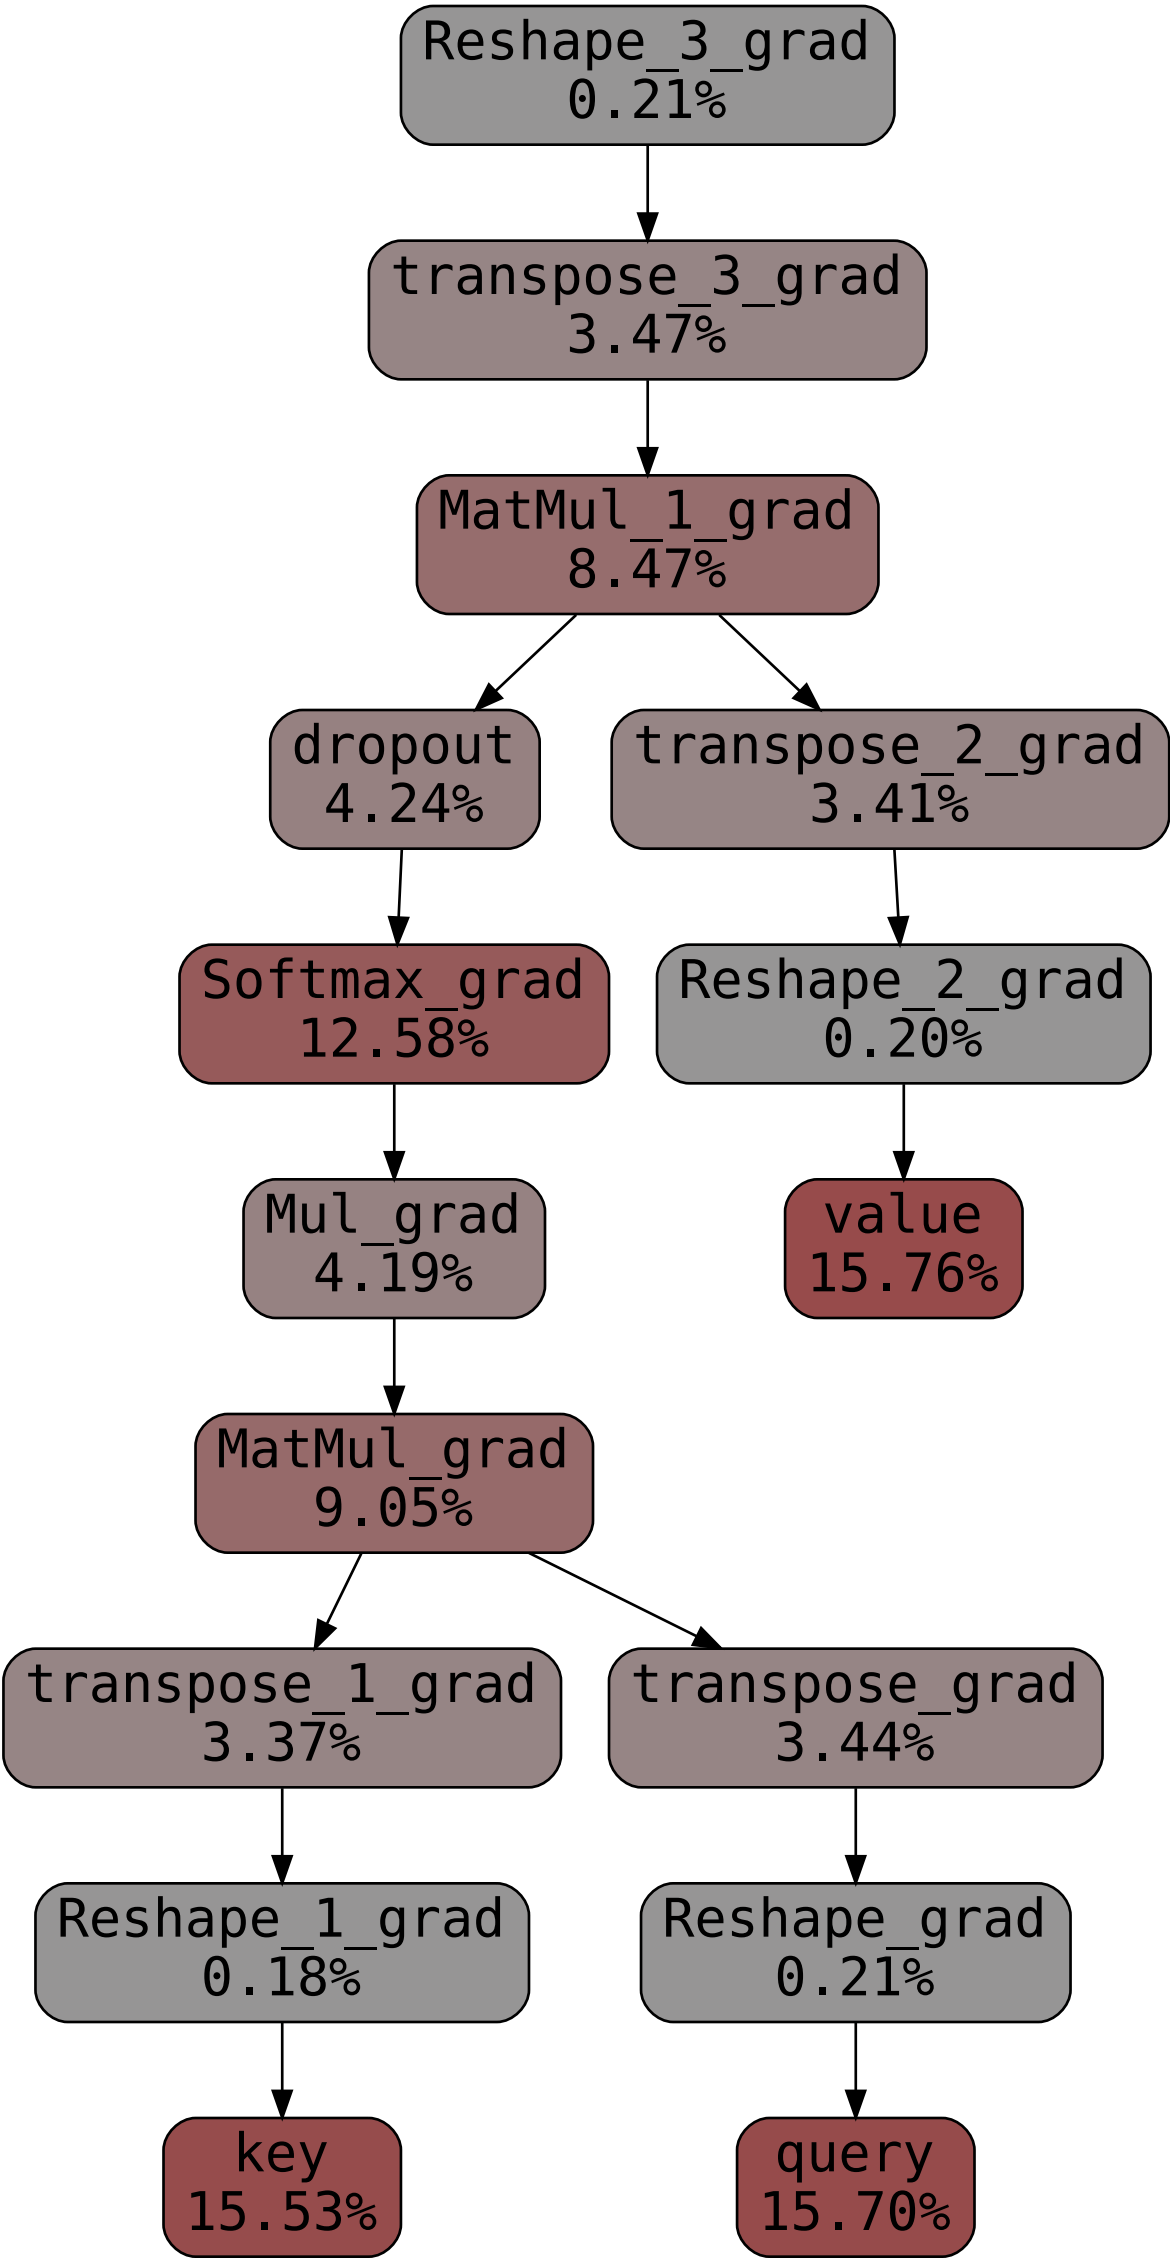 Reshape_3_grad
0.21%
transpose_3_grad
3.47%
MatMul_1_grad
8.47%
dropout
4.24%
transpose_2_grad
3.41%
Softmax_grad
12.58%
Reshape_2_grad
0.20%
Mul_grad
4.19%
value
15.76%
MatMul_grad
9.05%
transpose_1_grad
3.37%
transpose_grad
3.44%
Reshape_1_grad
0.18%
Reshape_grad
0.21%
key
15.53%
query
15.70%